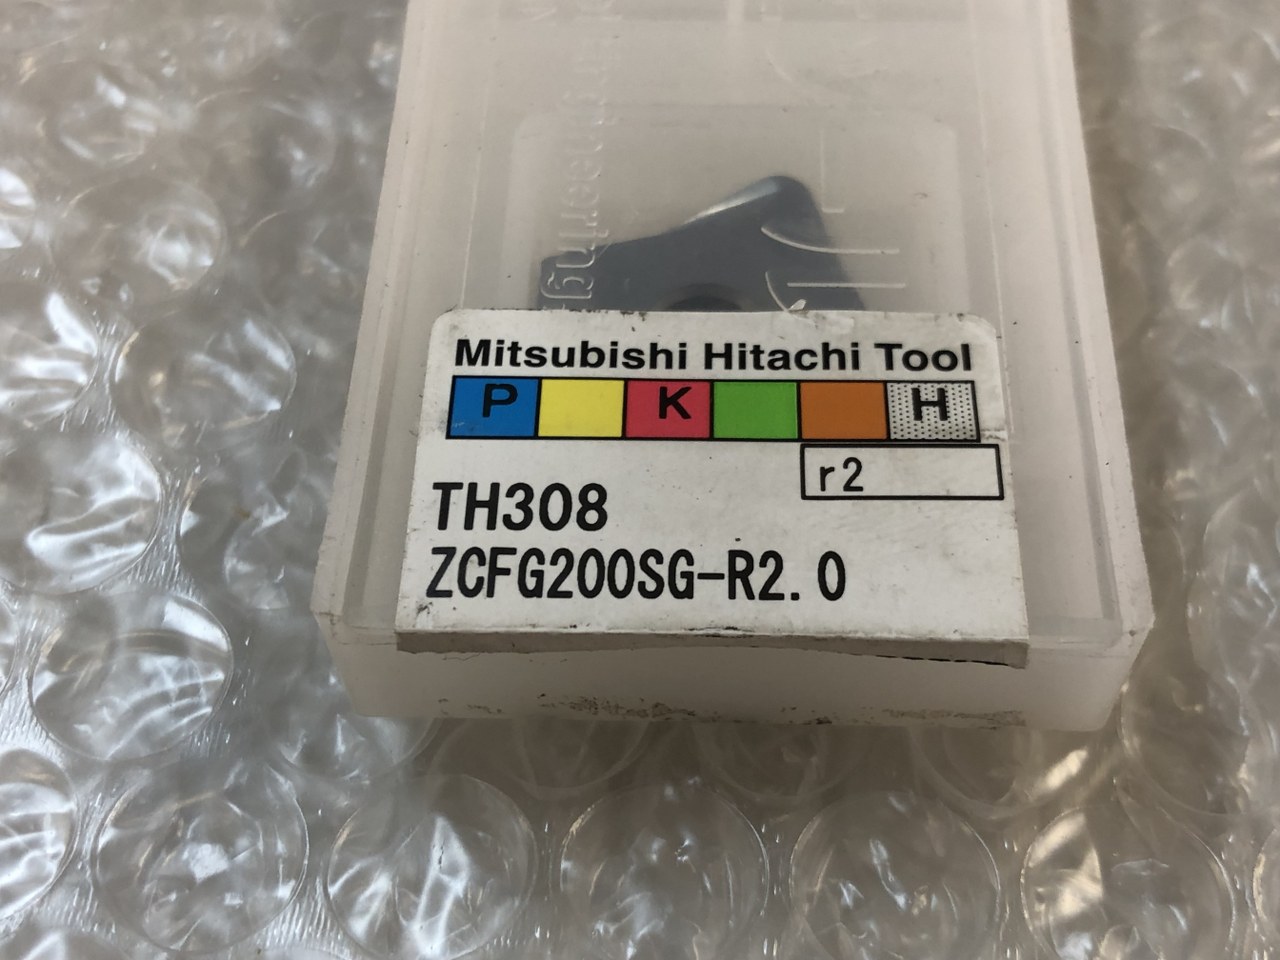 Mitsubishi Hitachi Tool
P K H
r2
TH308
ZCFG200SG-R2.0